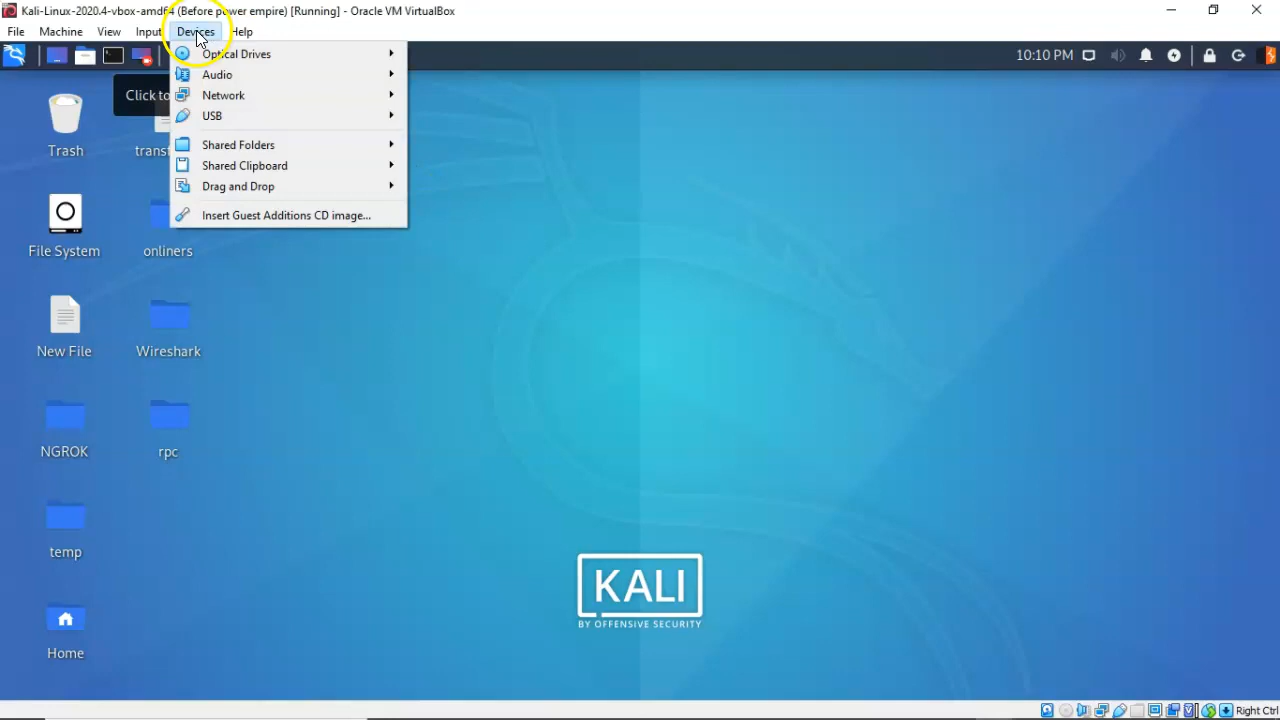 Kali-Linux-2020.4-vbox-amd64 (Before power empire) [Running] - Oracle VM VirtualBox
File Machine View Input Devices Help
10:10 PM
Optical Drives
Audio
Network
USB
Shared Folders
Shared Clipboard
Drag and Drop
Insert Guest Additions CD image...
Click to
Trash
File System
onliners
New File
Wireshark
NGROK
rpc
temp
Home
KALI
BY OFFENSIVE SECURITY
Right Ctrl